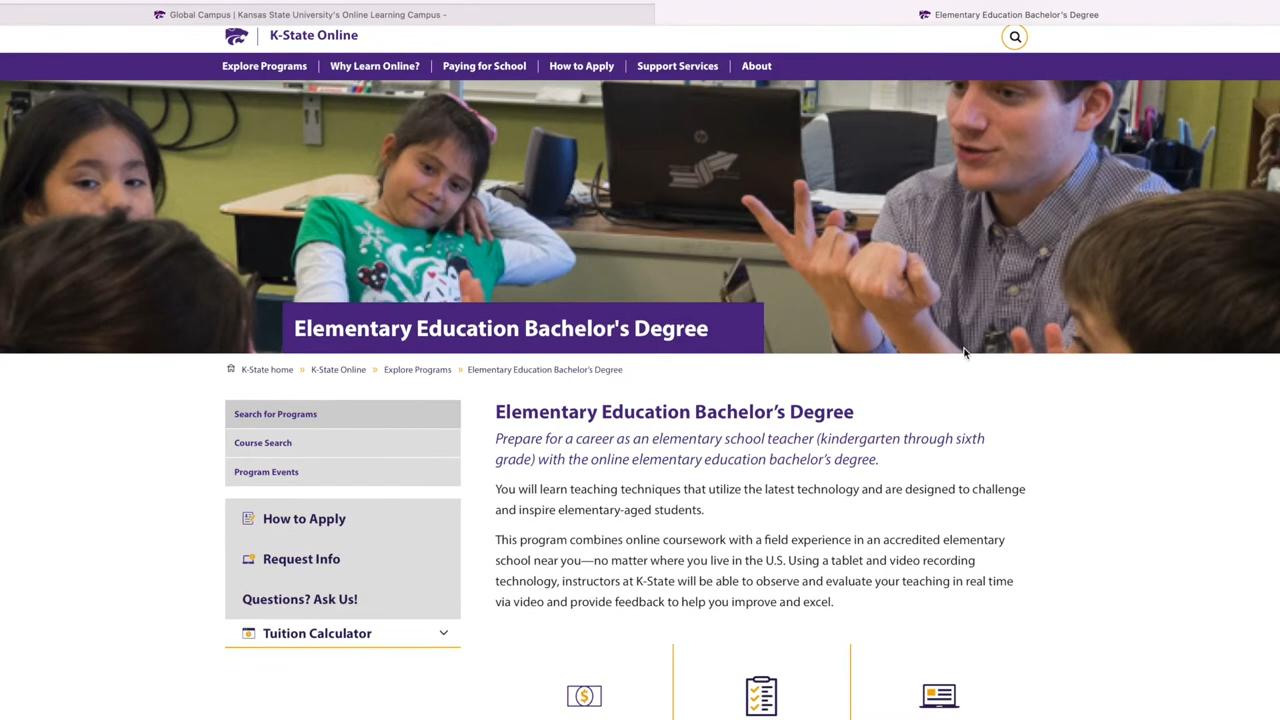 Global Campus | Kansas State University's Online Learning Campus -
Elementary Education Bachelor's Degree
K-State Online
Explore Programs
Why Learn Online?
Paying for School
How to Apply
Support Services
About
Elementary Education Bachelor's Degree
K-State home » K-State Online » Explore Programs » Elementary Education Bachelor's Degree
Search for Programs
Course Search
Program Events
How to Apply
Request Info
Questions? Ask Us!
Tuition Calculator
Elementary Education Bachelor’s Degree
Prepare for a career as an elementary school teacher (kindergarten through sixth
grade) with the online elementary education bachelor’s degree.
You will learn teaching techniques that utilize the latest technology and are designed to challenge
and inspire elementary-aged students.
This program combines online coursework with a field experience in an accredited elementary
school near you—no matter where you live in the U.S. Using a tablet and video recording
technology, instructors at K-State will be able to observe and evaluate your teaching in real time
via video and provide feedback to help you improve and excel.